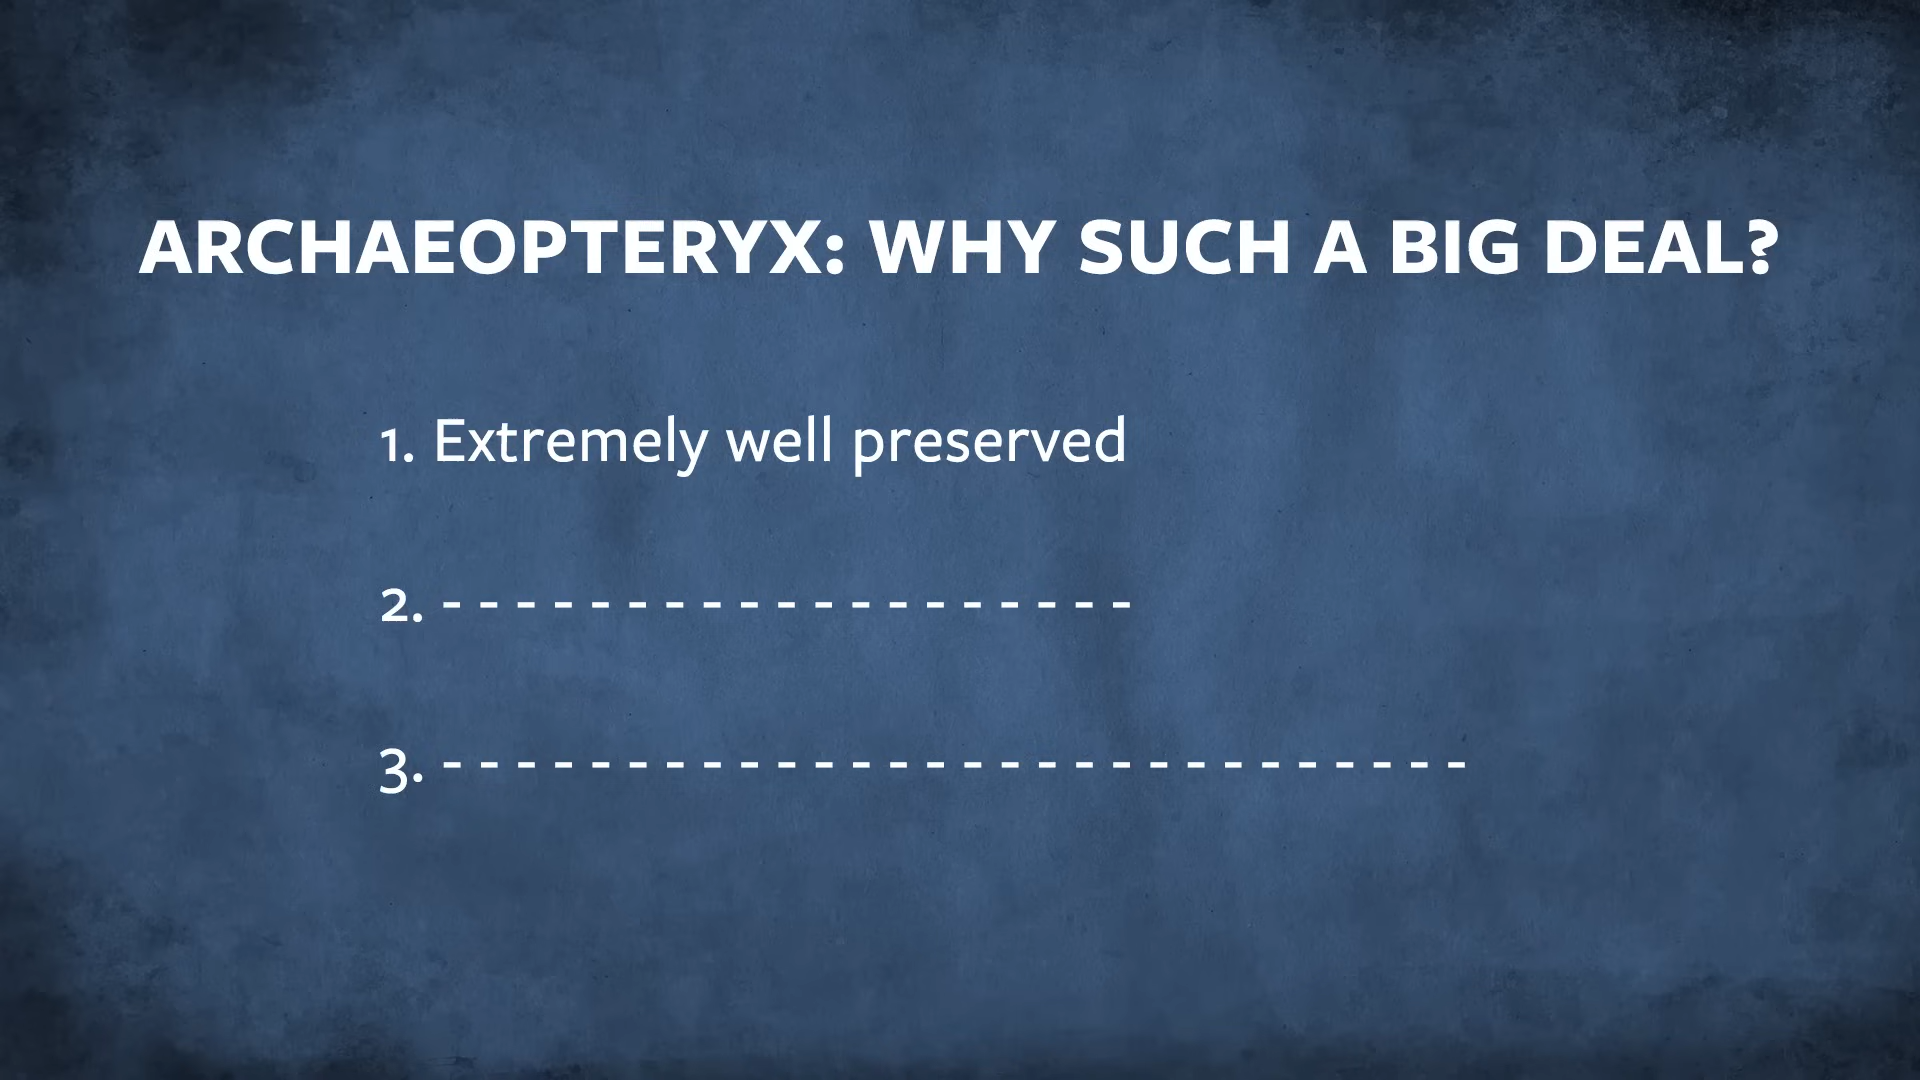 ARCHAEOPTERYX: WHY SUCH A BIG DEAL?
1. Extremely well preserved
2. - - - - - - - - - - - - - - - - - - -
3. - - - - - - - - - - - - - - - - - - - - - - - - - - - -